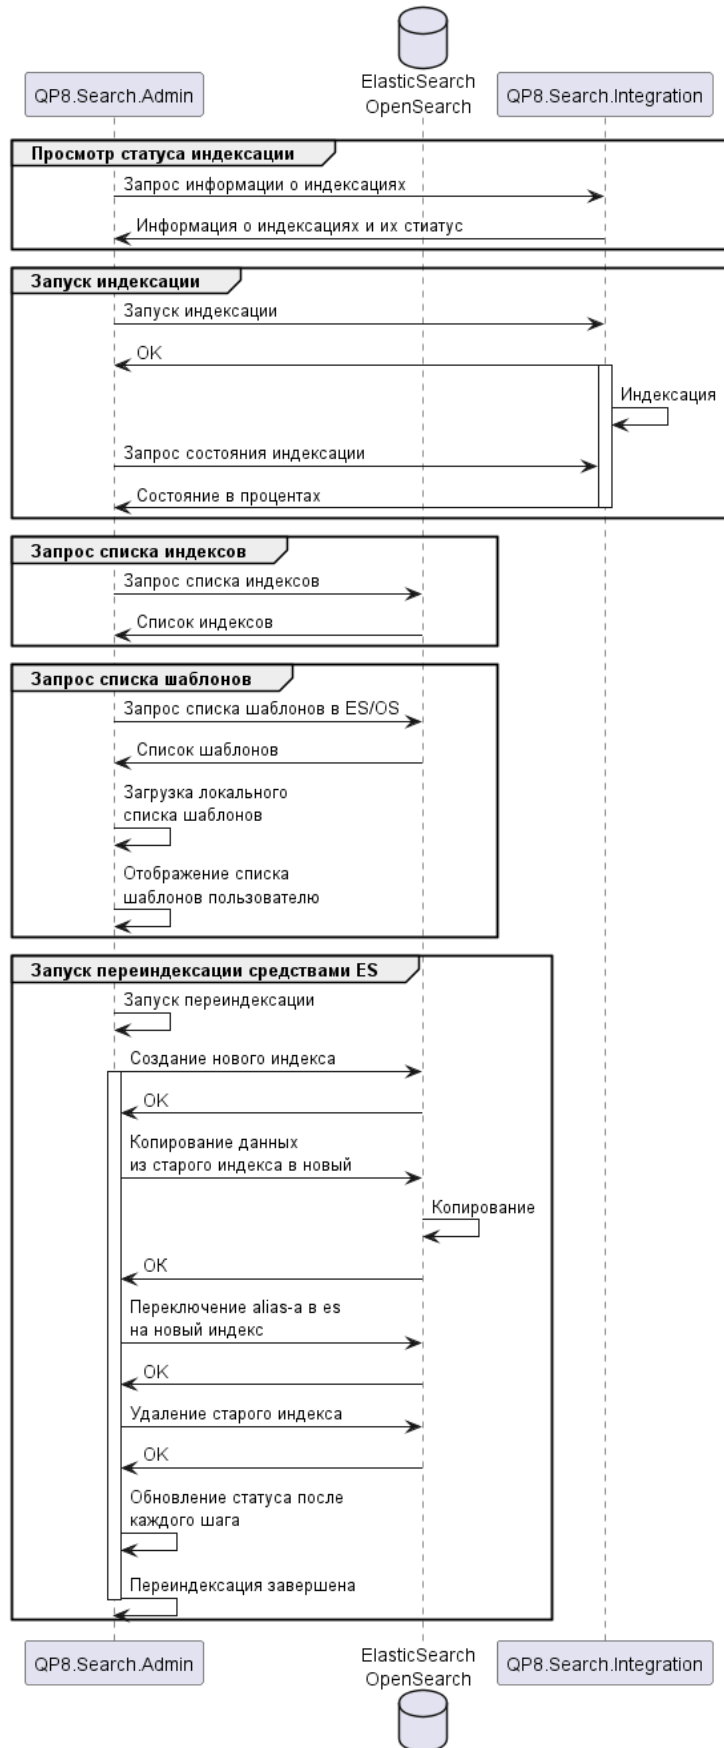 ElasticSearch
OpenSearch
QP8.Search.Admin
QP8.Search.Integration
Просмотр статуса индексации
Запрос информации о индексациях
Информация о индексациях и их стиатус
Запуск индексации
Запуск индексации
OK
Индексация
Запрос состояния индексации
Состояние в процентах
Запрос списка индексов
Запрос списка индексов
Список индексов
Запрос списка шаблонов
Запрос списка шаблонов в ES/OS
Список шаблонов
Загрузка локального
списка шаблонов
Отображение списка
шаблонов пользователю
Запуск переиндексации средствами ES
Запуск переиндексации
Создание нового индекса
OK
Копирование данных
из старого индекса в новый
Копирование
OK
Переключение alias-а в es
на новый индекс
OK
Удаление старого индекса
OK
Обновление статуса после
каждого шага
Переиндексация завершена
QP8.Search.Admin
ElasticSearch
OpenSearch
QP8.Search.Integration